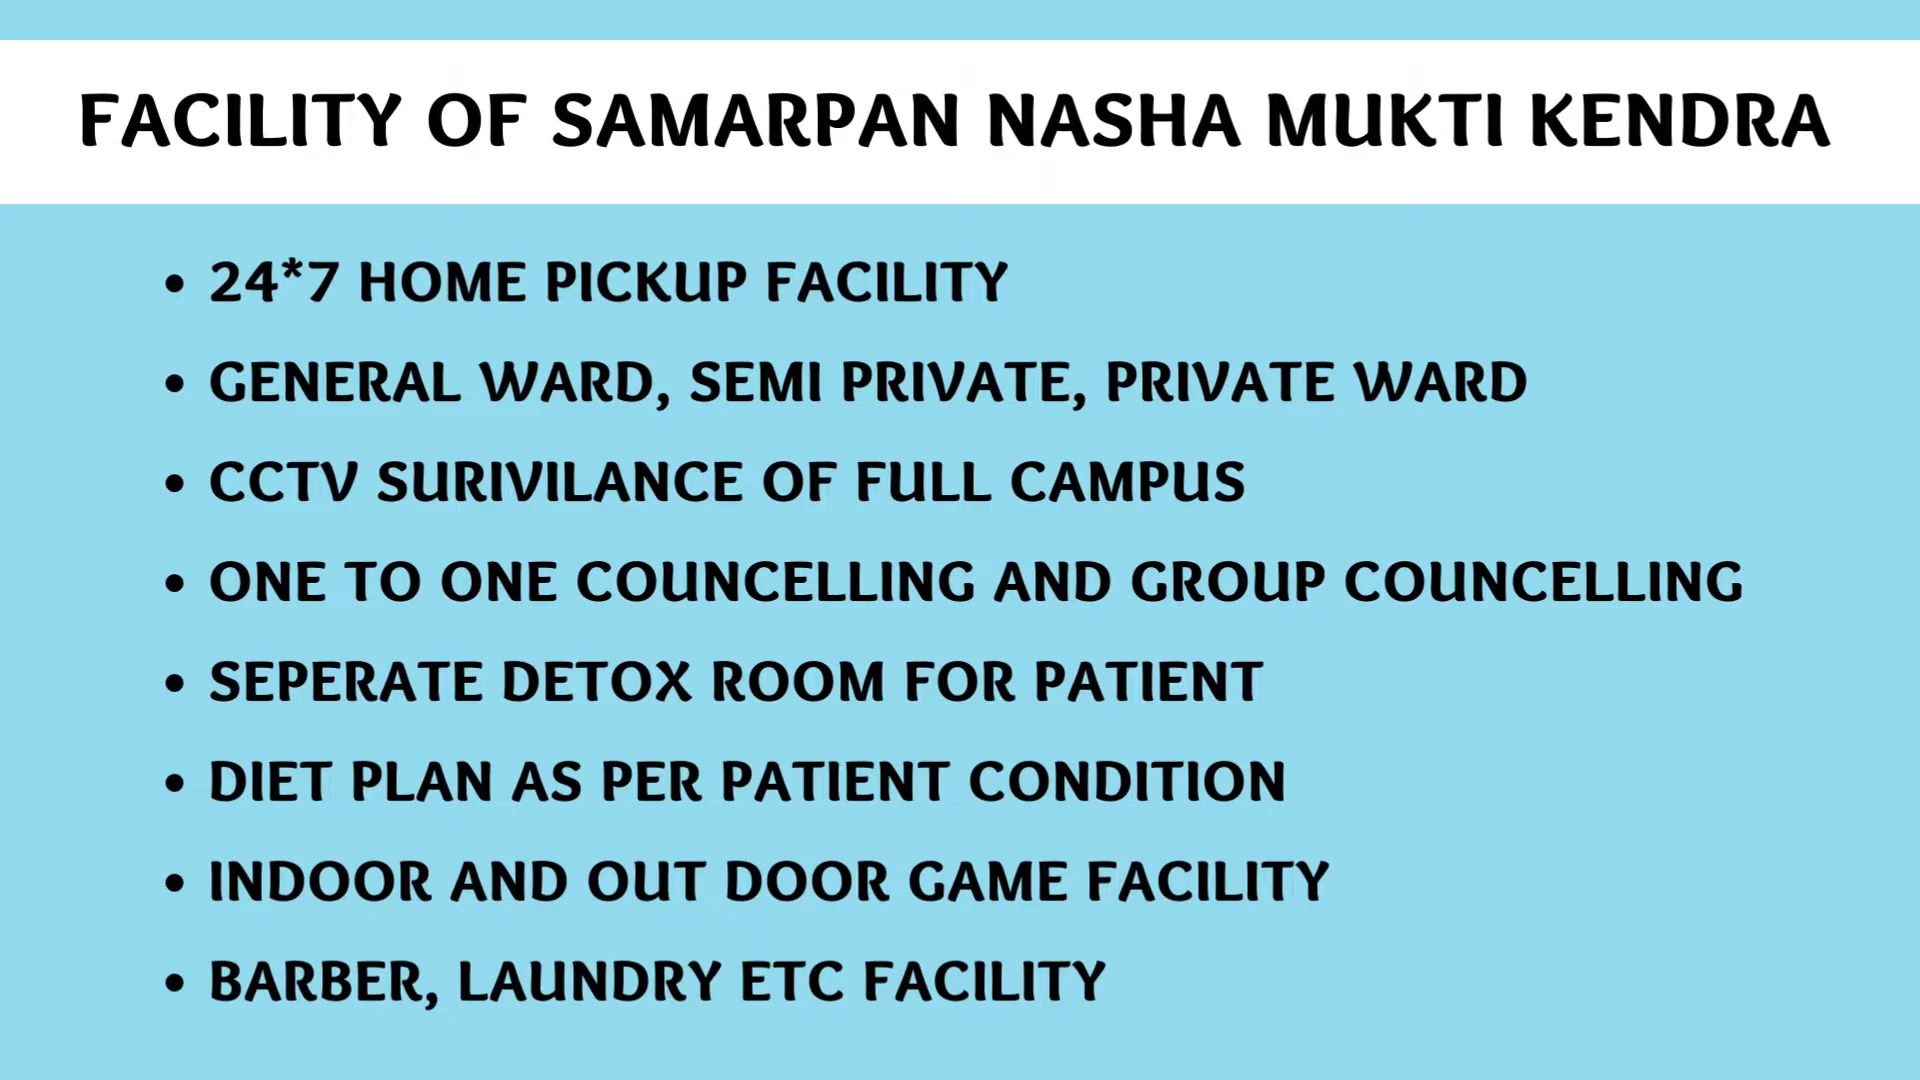 FACILITY OF SAMARPAN NASHA MUKTI KENDRA
• 24*7 HOME PICKUP FACILITY
• GENERAL WARD, SEMI PRIVATE, PRIVATE WARD
• CCTV SURIVILANCE OF FULL CAMPUS
• ONE TO ONE COUNCELLING AND GROUP COUNCELLING
• SEPERATE DETOX ROOM FOR PATIENT
• DIET PLAN AS PER PATIENT CONDITION
• INDOOR AND OUT DOOR GAME FACILITY
• BARBER, LAUNDRY ETC FACILITY